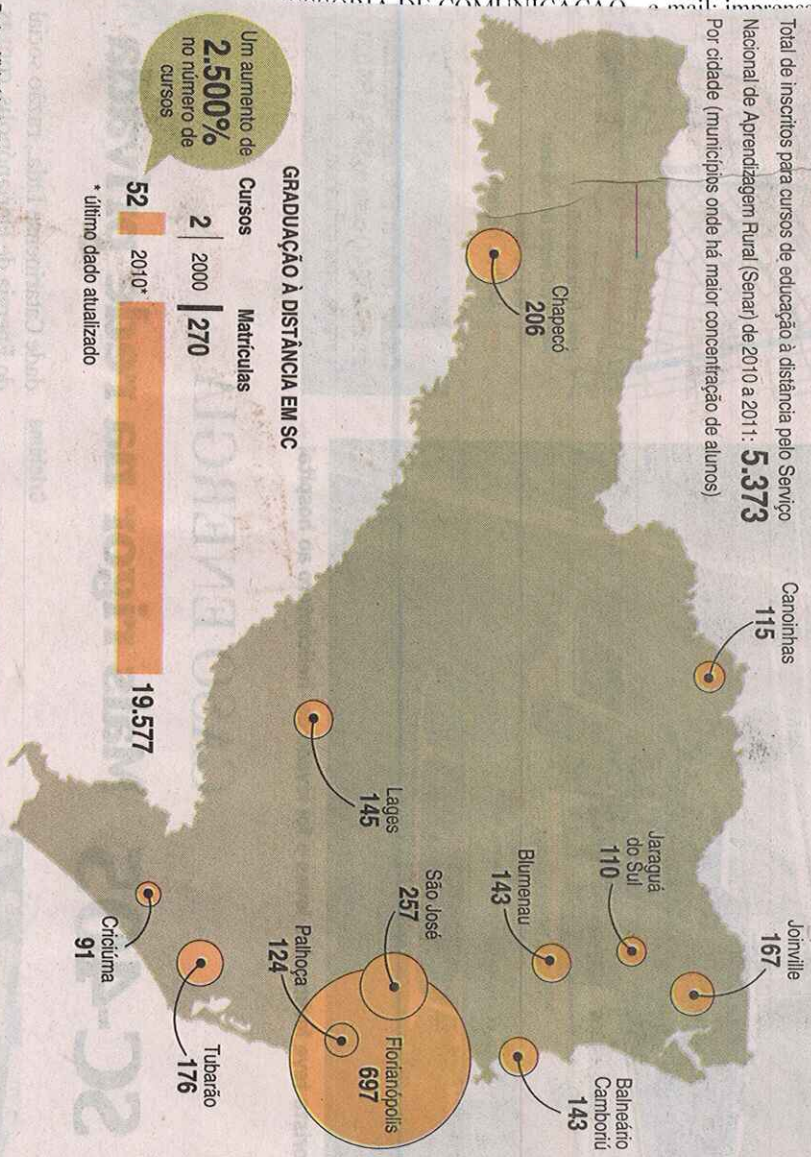 Total de inscritos para cursos de educação à distância pelo Serviço
Nacional de Aprendizagem Rural (Senar) de 2010 a 2011: 5.373
Por cidade (municípios onde há maior concentração de alunos)
Canoinhas
115
Joinville
167
Jaraguá
do Sul
110
Balneário
Camboriú
143
Blumenau
143
Chapecó
206
São José
257
Florianópolis
697
Palhoça
124
Lages
145
Tubarão
176
Criciúma
91
GRADUAÇÃO À DISTÂNCIA EM SC
Cursos Matrículas
2 2000 270
52 2010* 19.577
* último dado atualizado
Um aumento de
2.500%
no número de
cursos
e-mail: imprensa